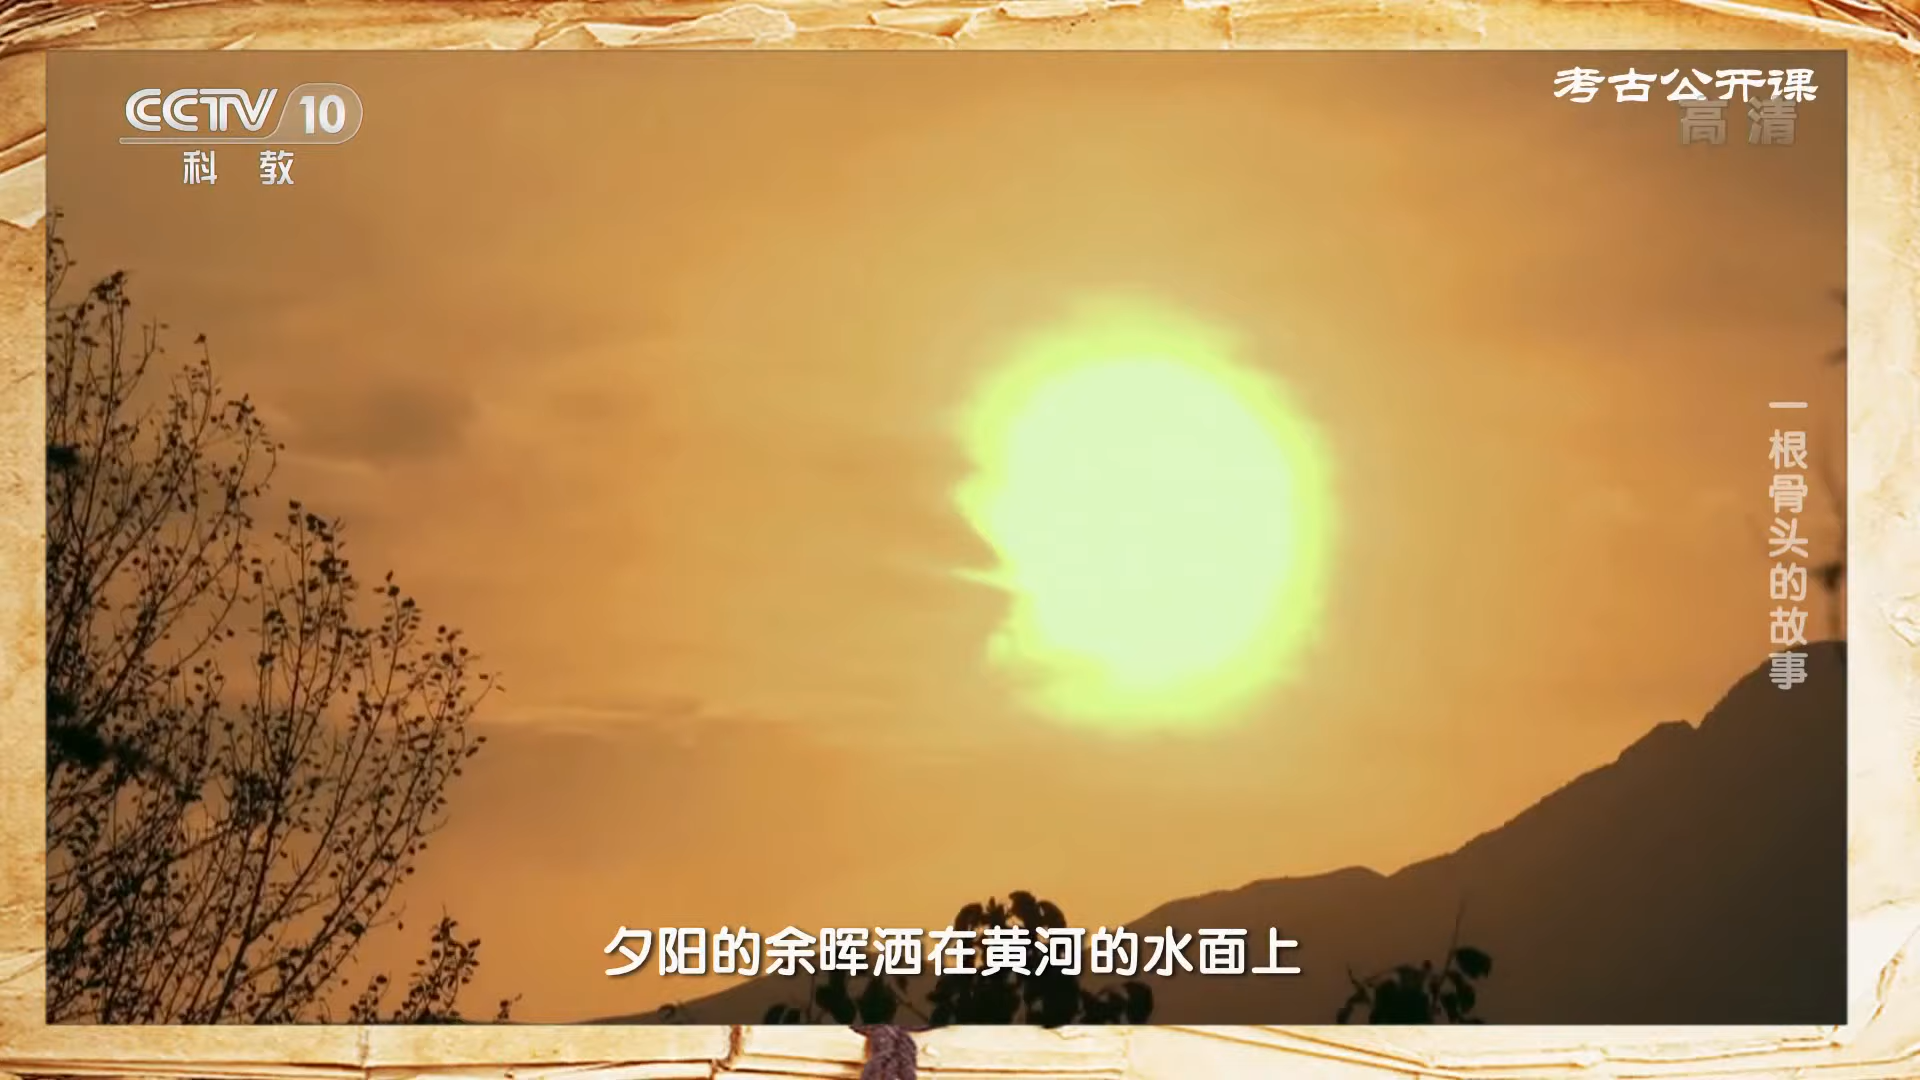 CCTV 10
科教
考古公开课
高清
一根骨头的故事
夕阳的余晖洒在黄河的水面上